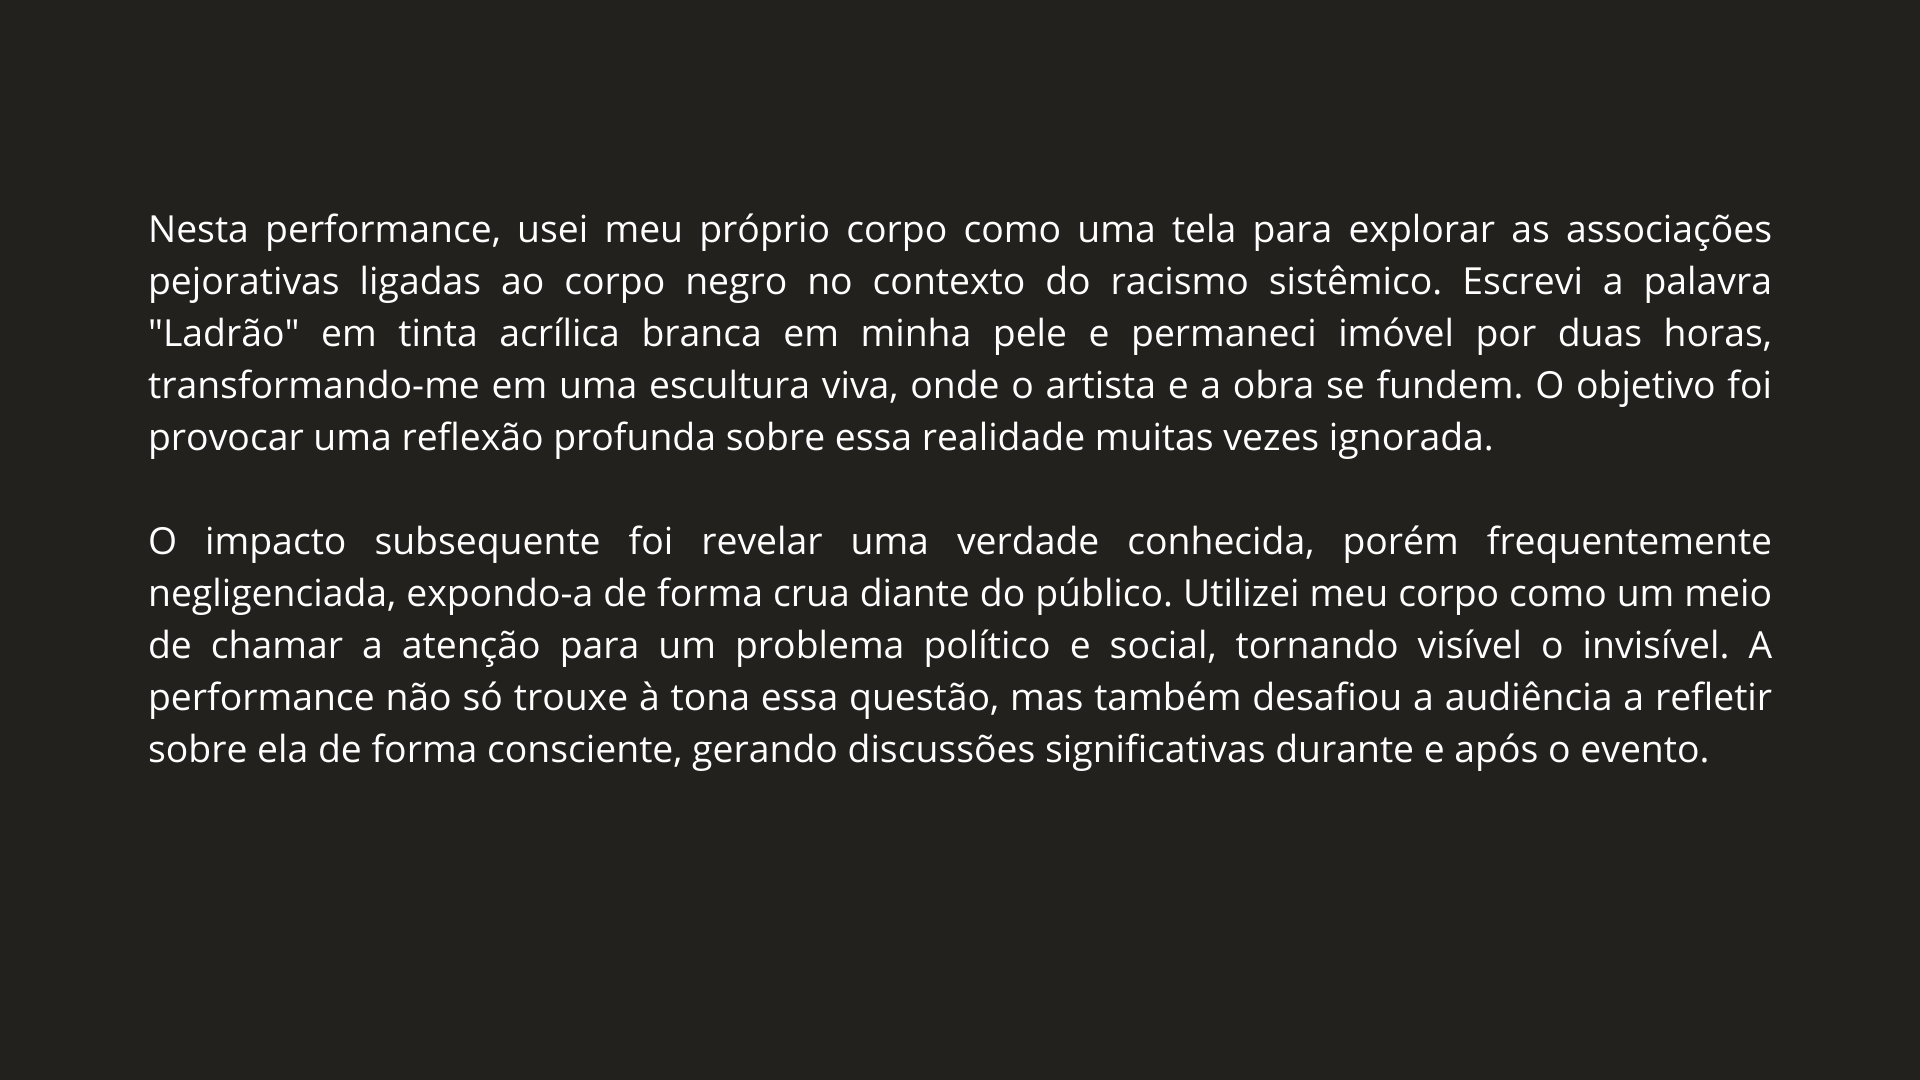 Nesta performance, usei meu próprio corpo como uma tela para explorar as associações
pejorativas ligadas ao corpo negro no contexto do racismo sistêmico. Escrevi a palavra
"Ladrão" em tinta acrílica branca em minha pele e permaneci imóvel por duas horas,
transformando-me em uma escultura viva, onde o artista e a obra se fundem. O objetivo foi
provocar uma reflexão profunda sobre essa realidade muitas vezes ignorada.
O impacto subsequente foi revelar uma verdade conhecida, porém frequentemente
negligenciada, expondo-a de forma crua diante do público. Utilizei meu corpo como um meio
de chamar a atenção para um problema político e social, tornando visível o invisível. A
performance não só trouxe à tona essa questão, mas também desafiou a audiência a refletir
sobre ela de forma consciente, gerando discussões significativas durante e após o evento.